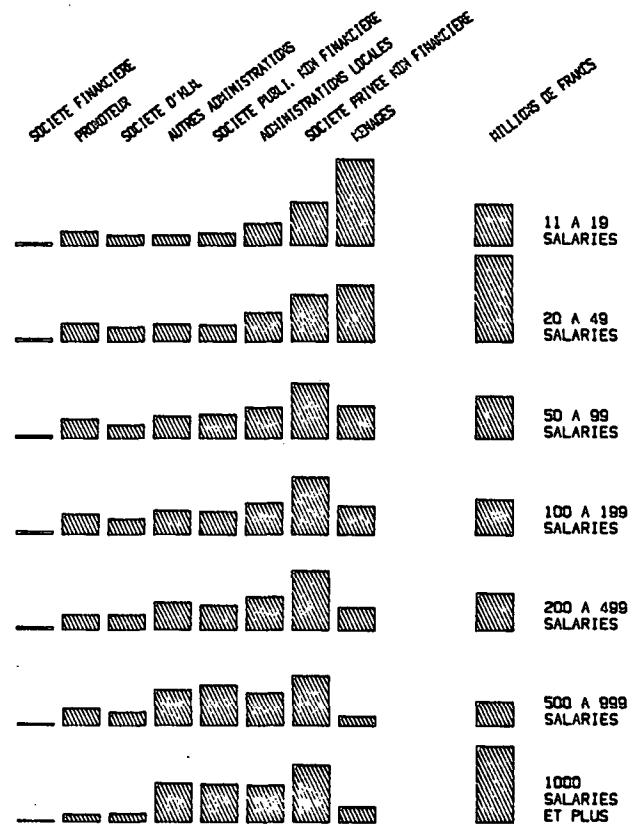 SOCIETE FINANCIERE
PROMOTEUR
SOCIETE D'HLM.
AUTRES ADMINISTRATIONS
SOCIETE PUBLI. NON FINANCIERE
ADMINISTRATIONS LOCALES
SOCIETE PRIVEE NON FINANCIERE
MENAGES
MILLIONS DE FRANCS
11 A 19
SALARIES
20 A 49
SALARIES
50 A 99
SALARIES
100 A 199
SALARIES
200 A 499
SALARIES
500 A 999
SALARIES
1000
SALARIES
ET PLUS